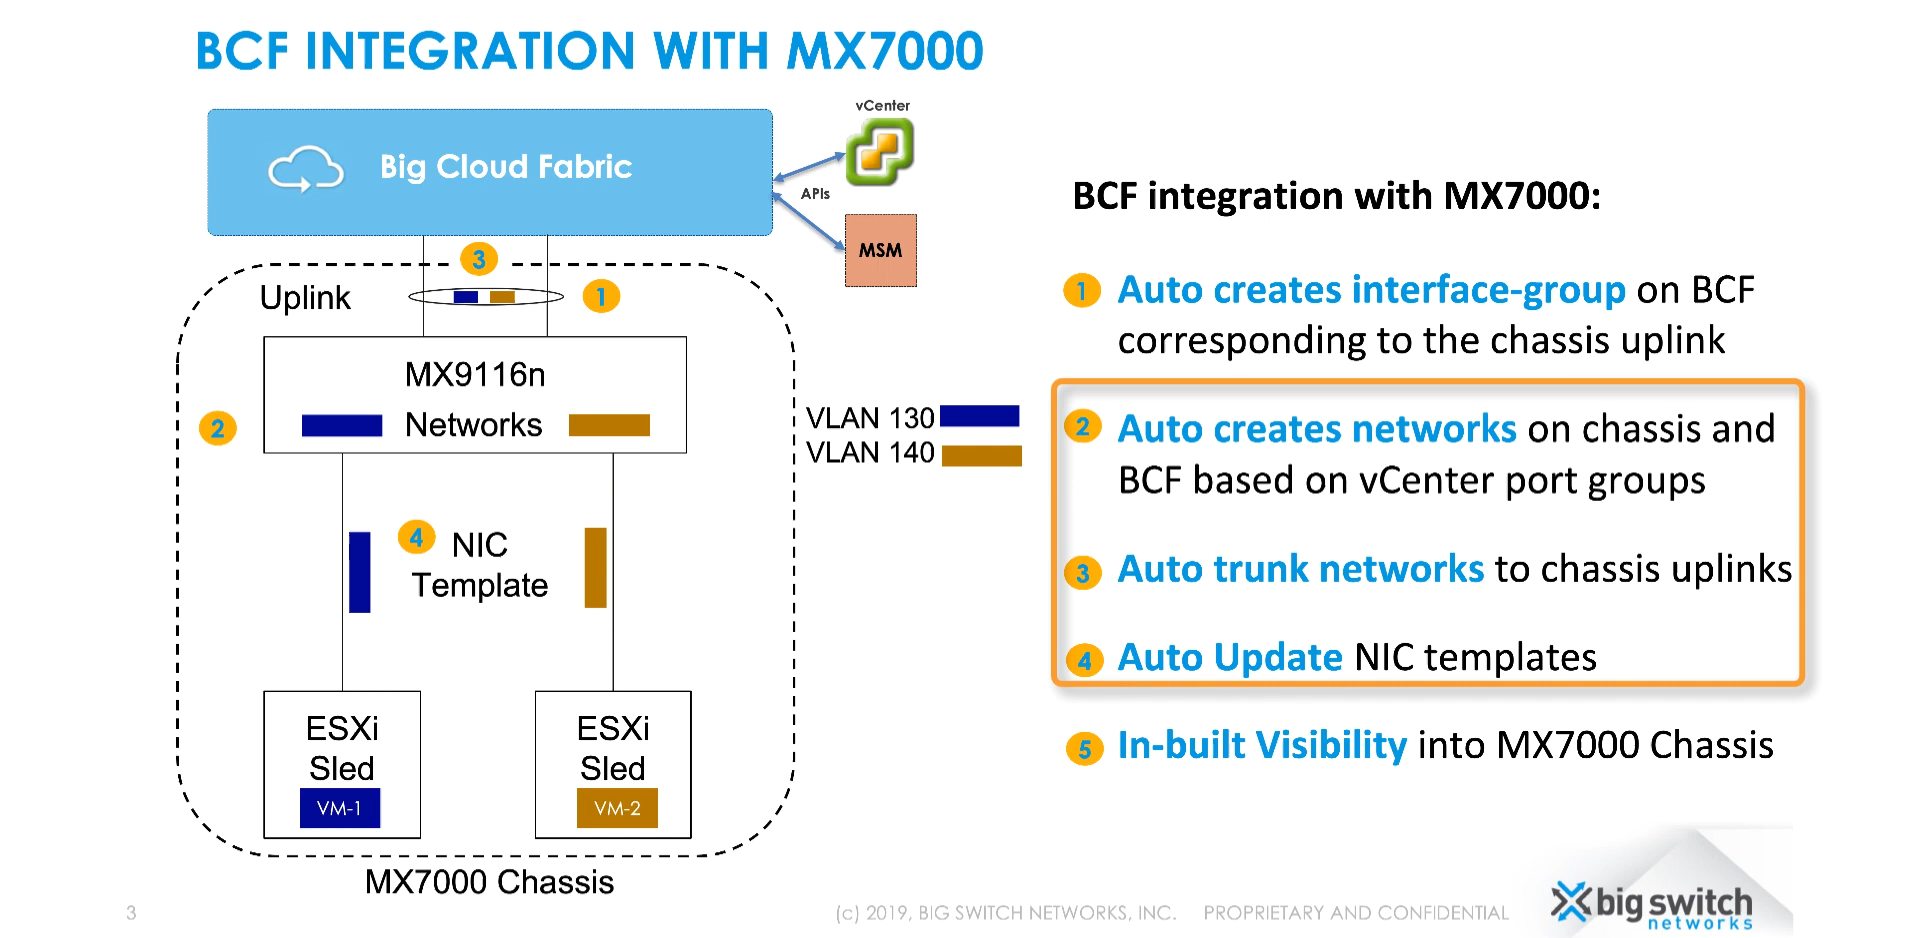 BCF INTEGRATION WITH MX7000
vCenter
Big Cloud Fabric
APIs
MSM
3
Uplink
1
MX9116n
2
Networks
VLAN 130
VLAN 140
4
NIC
Template
ESXi
Sled
VM-1
ESXi
Sled
VM-2
MX7000 Chassis
BCF integration with MX7000:
1 Auto creates interface-group on BCF
corresponding to the chassis uplink
2 Auto creates networks on chassis and
BCF based on vCenter port groups
3 Auto trunk networks to chassis uplinks
4 Auto Update NIC templates
5 In-built Visibility into MX7000 Chassis
3
(c) 2019, BIG SWITCH NETWORKS, INC. PROPRIETARY AND CONFIDENTIAL
big switch
networks